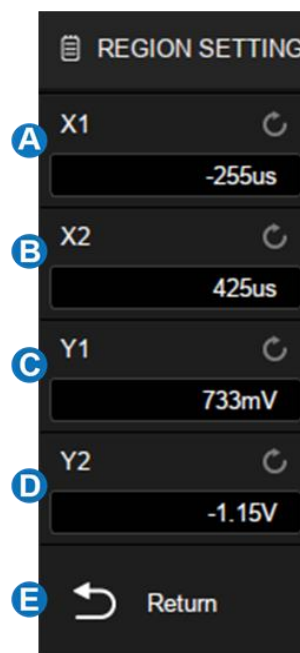 REGION SETTING
A
X1
-255us
B
X2
425us
C
Y1
733mV
D
Y2
-1.15V
E
Return